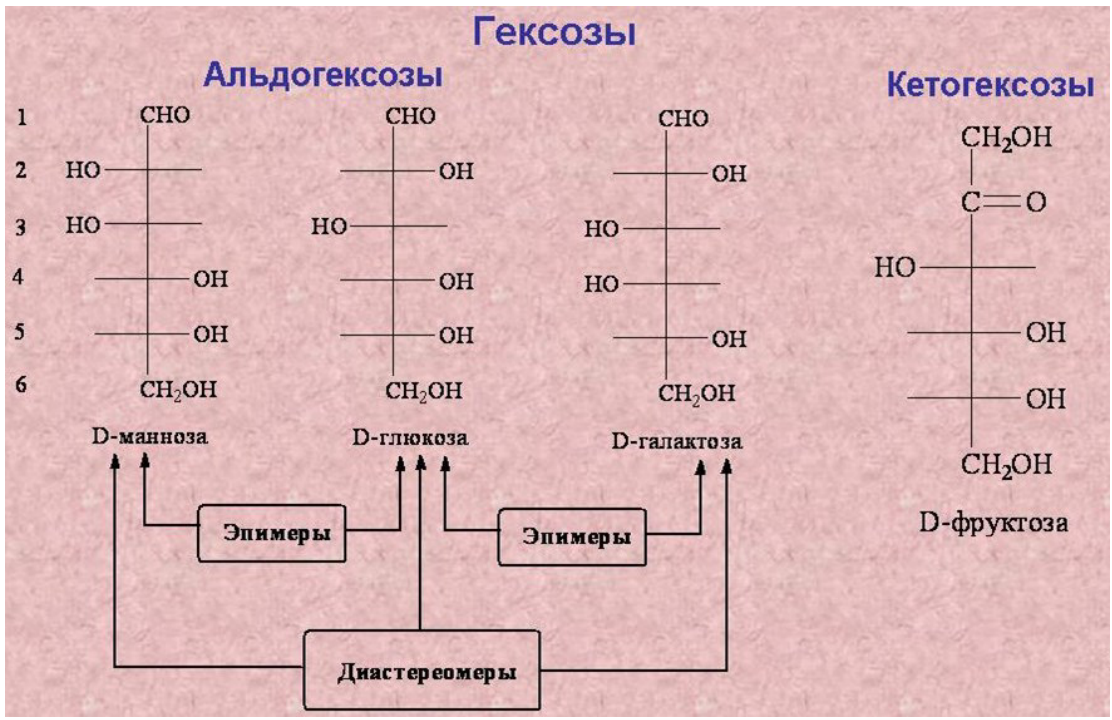 Гексозы
Альдогексозы
Кетогексозы
1 CHO CHO CHO
2 HO OH OH
3 HO HO HO
4 OH OH HO
5 OH OH OH
6 CH₂OH CH₂OH CH₂OH
D-манноза D-глюкоза D-галактоза
CH₂OH
C O
HO
OH
OH
CH₂OH
D-фруктоза
Эпимеры Эпимеры
Диастереомеры